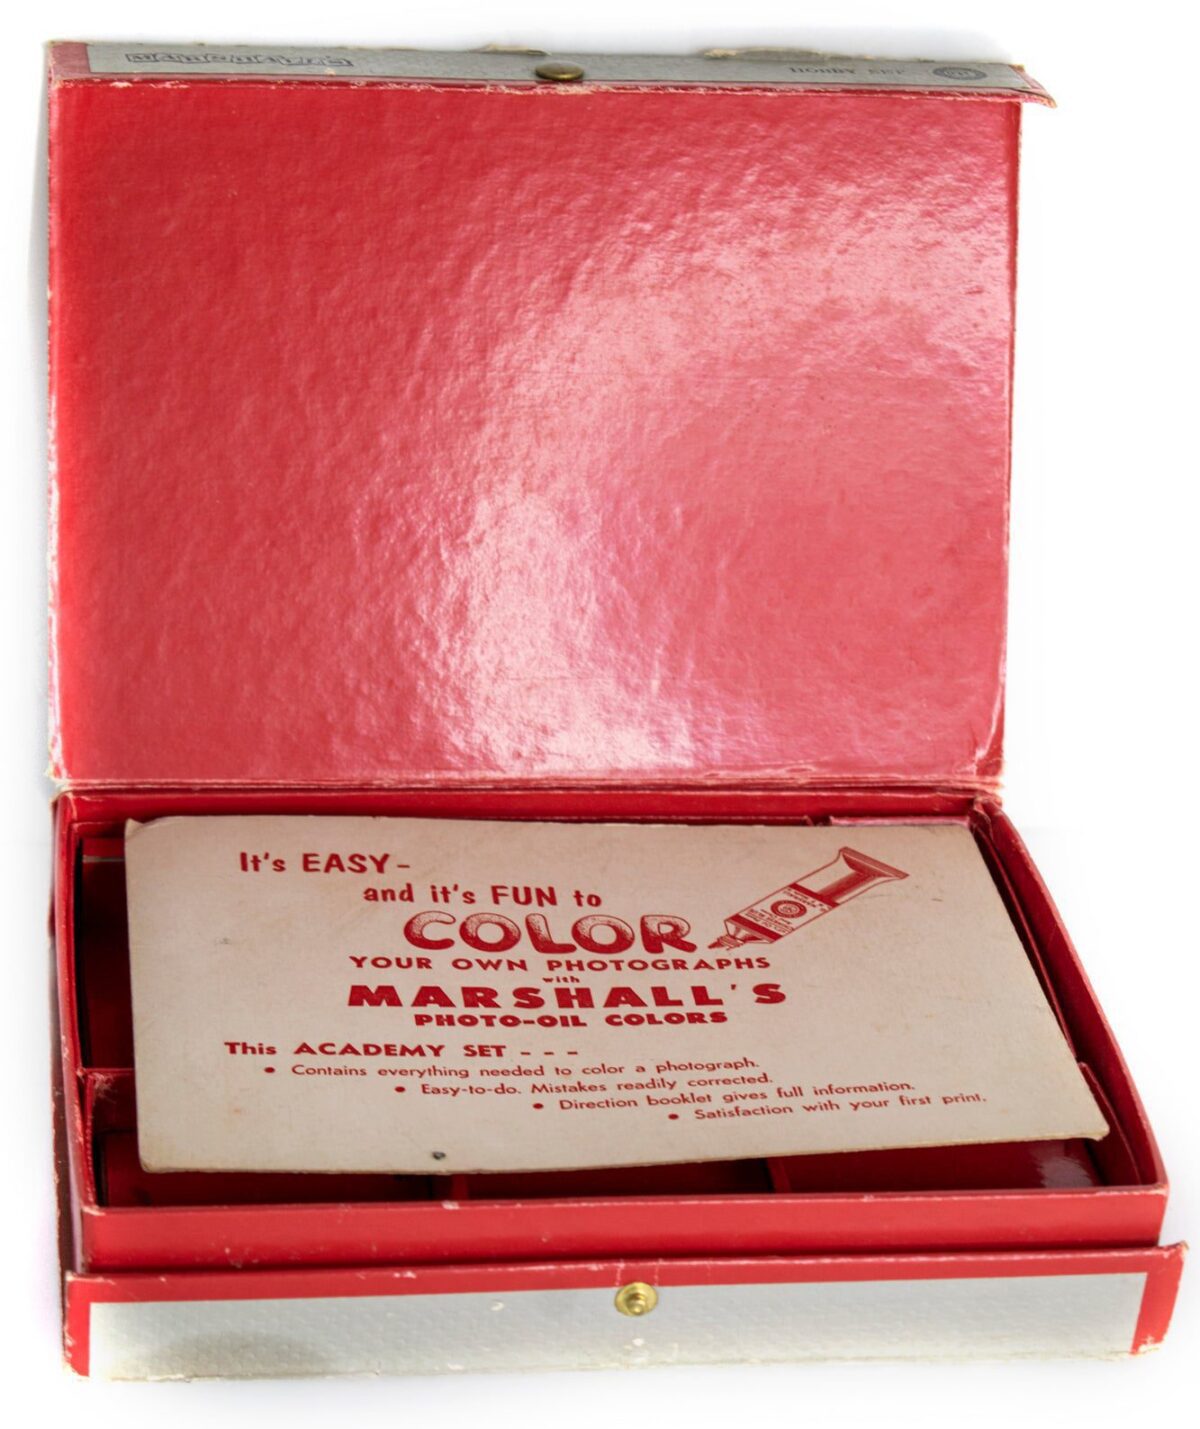 MARSHALL'S
HOBBY SET
It's EASY-
and it's FUN to
COLOR
YOUR OWN PHOTOGRAPHS
with
MARSHALL'S
PHOTO-OIL COLORS
This ACADEMY SET - - -
• Contains everything needed to color a photograph.
• Easy-to-do. Mistakes readily corrected.
• Direction booklet gives full information.
• Satisfaction with your first print.